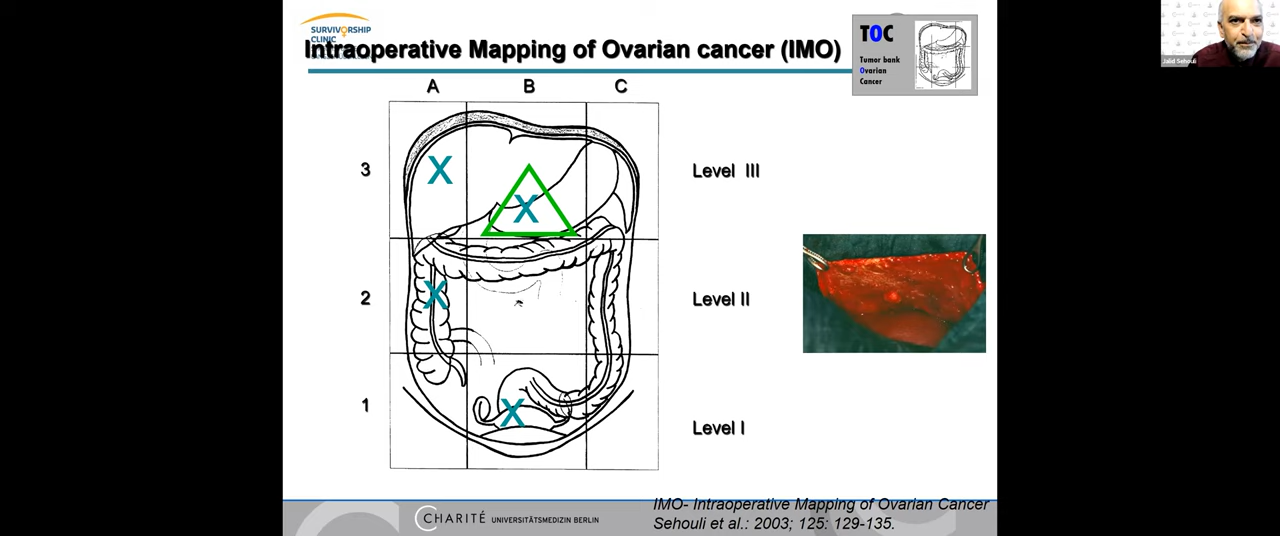 SURVIVORSHIP
CLINIC
Intraoperative Mapping of Ovarian cancer (IMO)
TOC
Tumor bank
Ovarian
Cancer
Jalid Sehouli
A B C
3
Level III
2
Level II
1
Level I
X
X
X
X
IMO- Intraoperative Mapping of Ovarian Cancer
Sehouli et al.: 2003; 125: 129-135.
CHARITÉ UNIVERSITÄTSMEDIZIN BERLIN